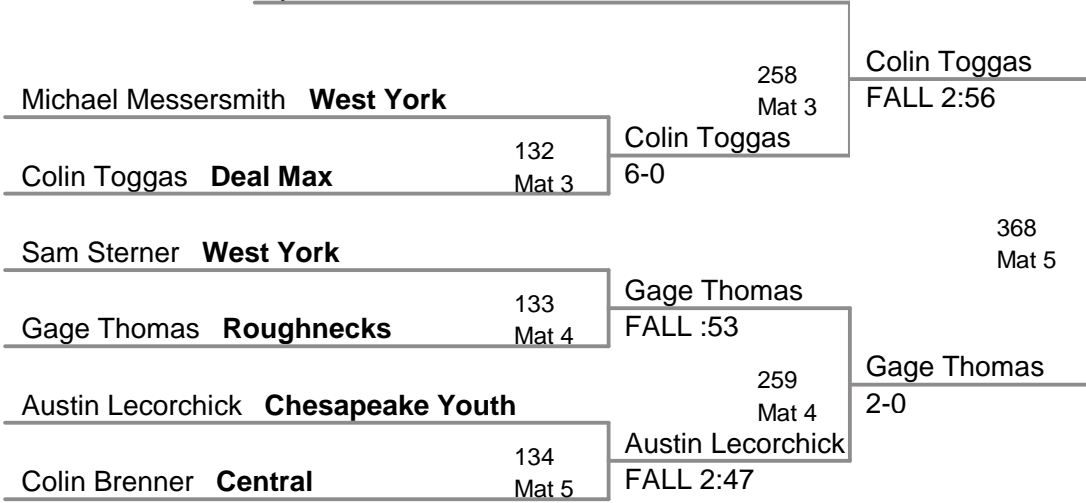 Colin Toggas
258
Michael Messersmith West York
Mat 3
FALL 2:56
Colin Toggas
132
Colin Toggas Deal Max
Mat 3
6-0
368
Sam Sterner West York
Mat 5
Gage Thomas
133
Gage Thomas Roughnecks
Mat 4
FALL :53
Gage Thomas
259
Austin Lecorchick Chesapeake Youth
Mat 4
2-0
Austin Lecorchick
134
Colin Brenner Central
Mat 5
FALL 2:47